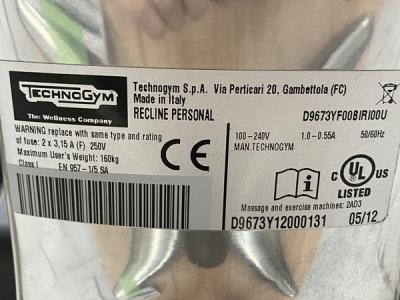 TECHNOGYM
The Wellness Company
Technogym S.p.A. Via Perticari 20, Gambettola (FC)
Made in Italy
RECLINE PERSONAL
D9673YF00BIRI00U
WARNING replace with same type and rating
of fuse: 2 x 3,15 A (F) 250V
Maximum User's Weight: 160kg
Class I EN 957-1/5 SA
100-240V 1.0-0.55A 50/60Hz
MAN.TECHNOGYM
i
C UL US
LISTED
Massage and exercise machines: 2AD3
D9673Y12000131 05/12